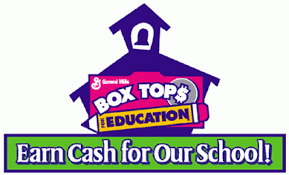 G General Mills
BOX TOP$
FOR EDUCATION
Earn Cash for Our School!